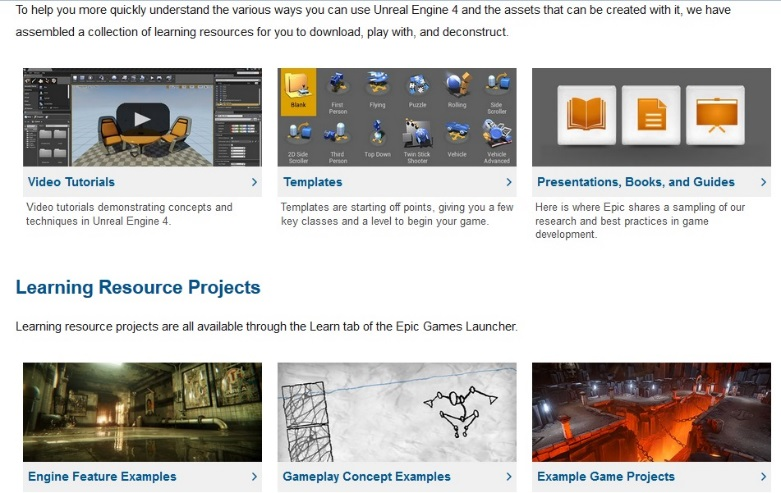 To help you more quickly understand the various ways you can use Unreal Engine 4 and the assets that can be created with it, we have
assembled a collection of learning resources for you to download, play with, and deconstruct.
Blank
First
Person
Flying
Puzzle
Rolling
Side
Scroller
2D Side
Scroller
Third
Person
Top Down
Twin Stick
Shooter
Vehicle
Vehicle
Advanced
Video Tutorials
Templates
Presentations, Books, and Guides
Video tutorials demonstrating concepts and
techniques in Unreal Engine 4.
Templates are starting off points, giving you a few
key classes and a level to begin your game.
Here is where Epic shares a sampling of our
research and best practices in game
development.
Learning Resource Projects
Learning resource projects are all available through the Learn tab of the Epic Games Launcher.
Engine Feature Examples
Gameplay Concept Examples
Example Game Projects